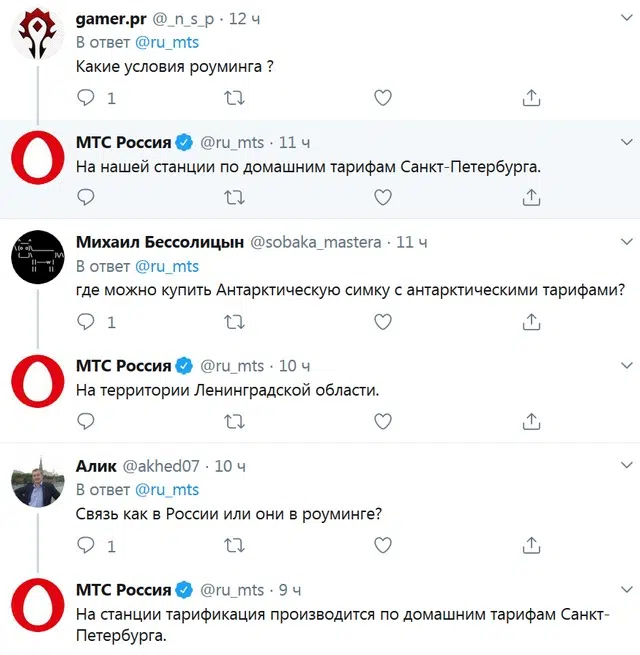 gamer.pr @_n_s_p · 12 ч
В ответ @ru_mts
Какие условия роуминга ?
1
МТС Россия @ru_mts · 11 ч
На нашей станции по домашним тарифам Санкт-Петербурга.
Михаил Бессолицын @sobaka_mastera · 11 ч
В ответ @ru_mts
где можно купить Антарктическую симку с антарктическими тарифами?
1
МТС Россия @ru_mts · 10 ч
На территории Ленинградской области.
Алик @akhed07 · 10 ч
В ответ @ru_mts
Связь как в России или они в роуминге?
1
МТС Россия @ru_mts · 9 ч
На станции тарификация производится по домашним тарифам Санкт-
Петербурга.